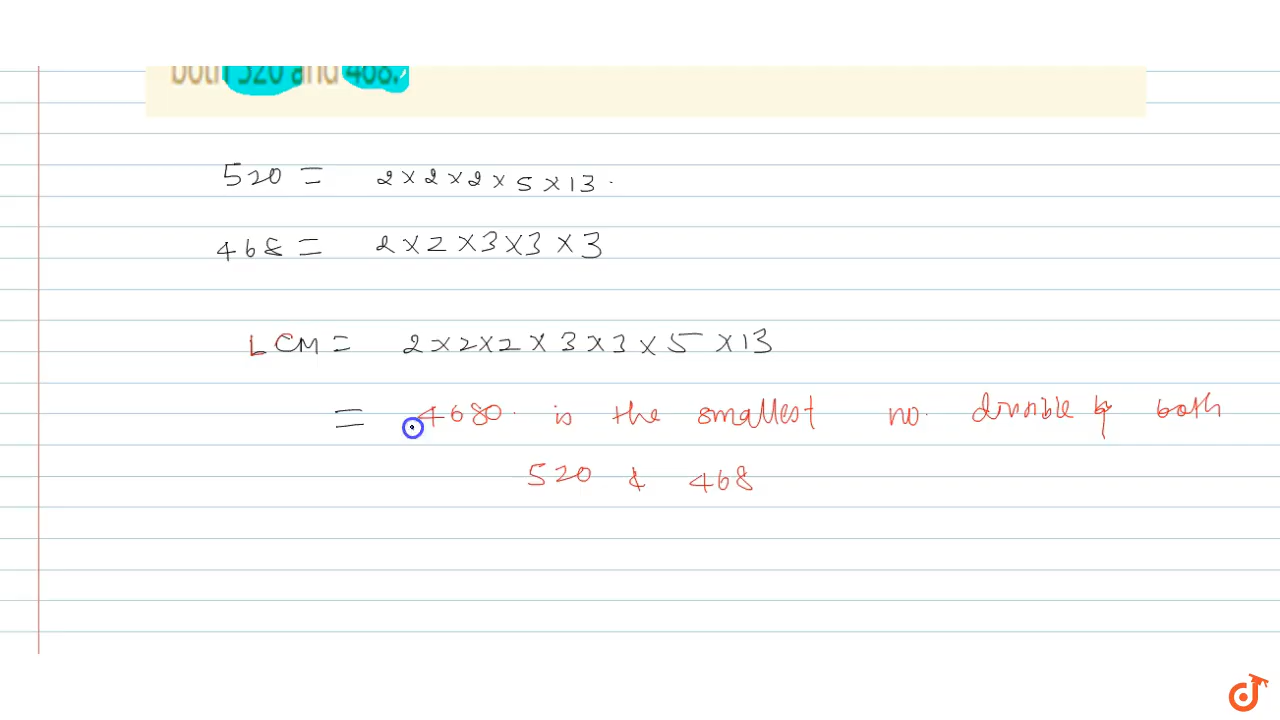 both 520 and 468.
520 = 2 × 2 × 2 × 5 × 13.
468 = 2 × 2 × 3 × 3 × 3
LCM = 2 × 2 × 2 × 3 × 3 × 5 × 13
= 4680. is the smallest no. divisible by both
520 & 468